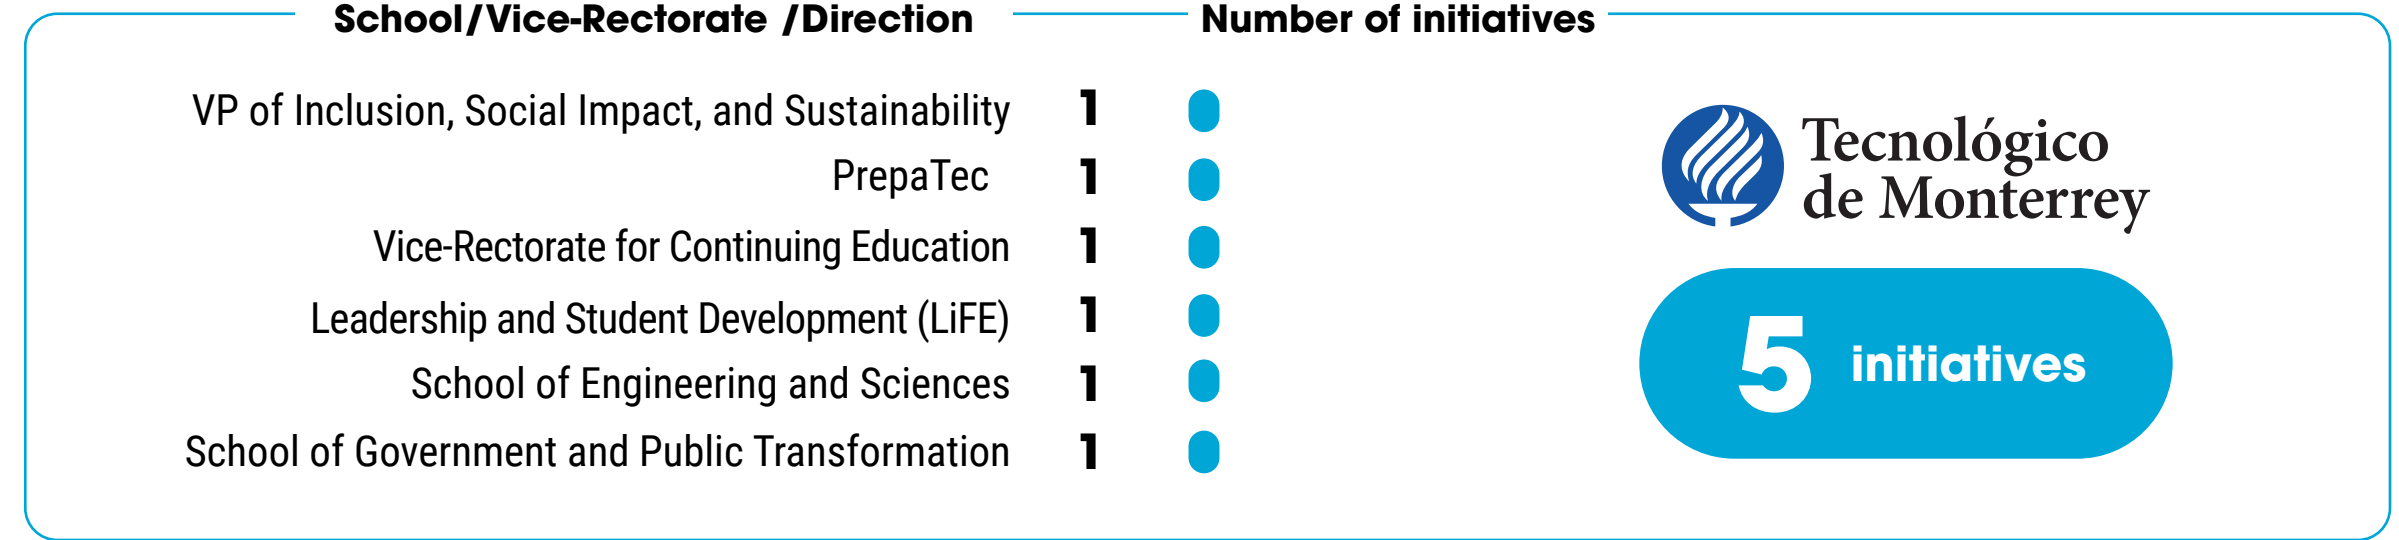 School/Vice-Rectorate /Direction Number of initiatives
VP of Inclusion, Social Impact, and Sustainability 1
PrepaTec 1
Vice-Rectorate for Continuing Education 1
Leadership and Student Development (LiFE) 1
School of Engineering and Sciences 1
School of Government and Public Transformation 1
Tecnológico
de Monterrey
5 initiatives